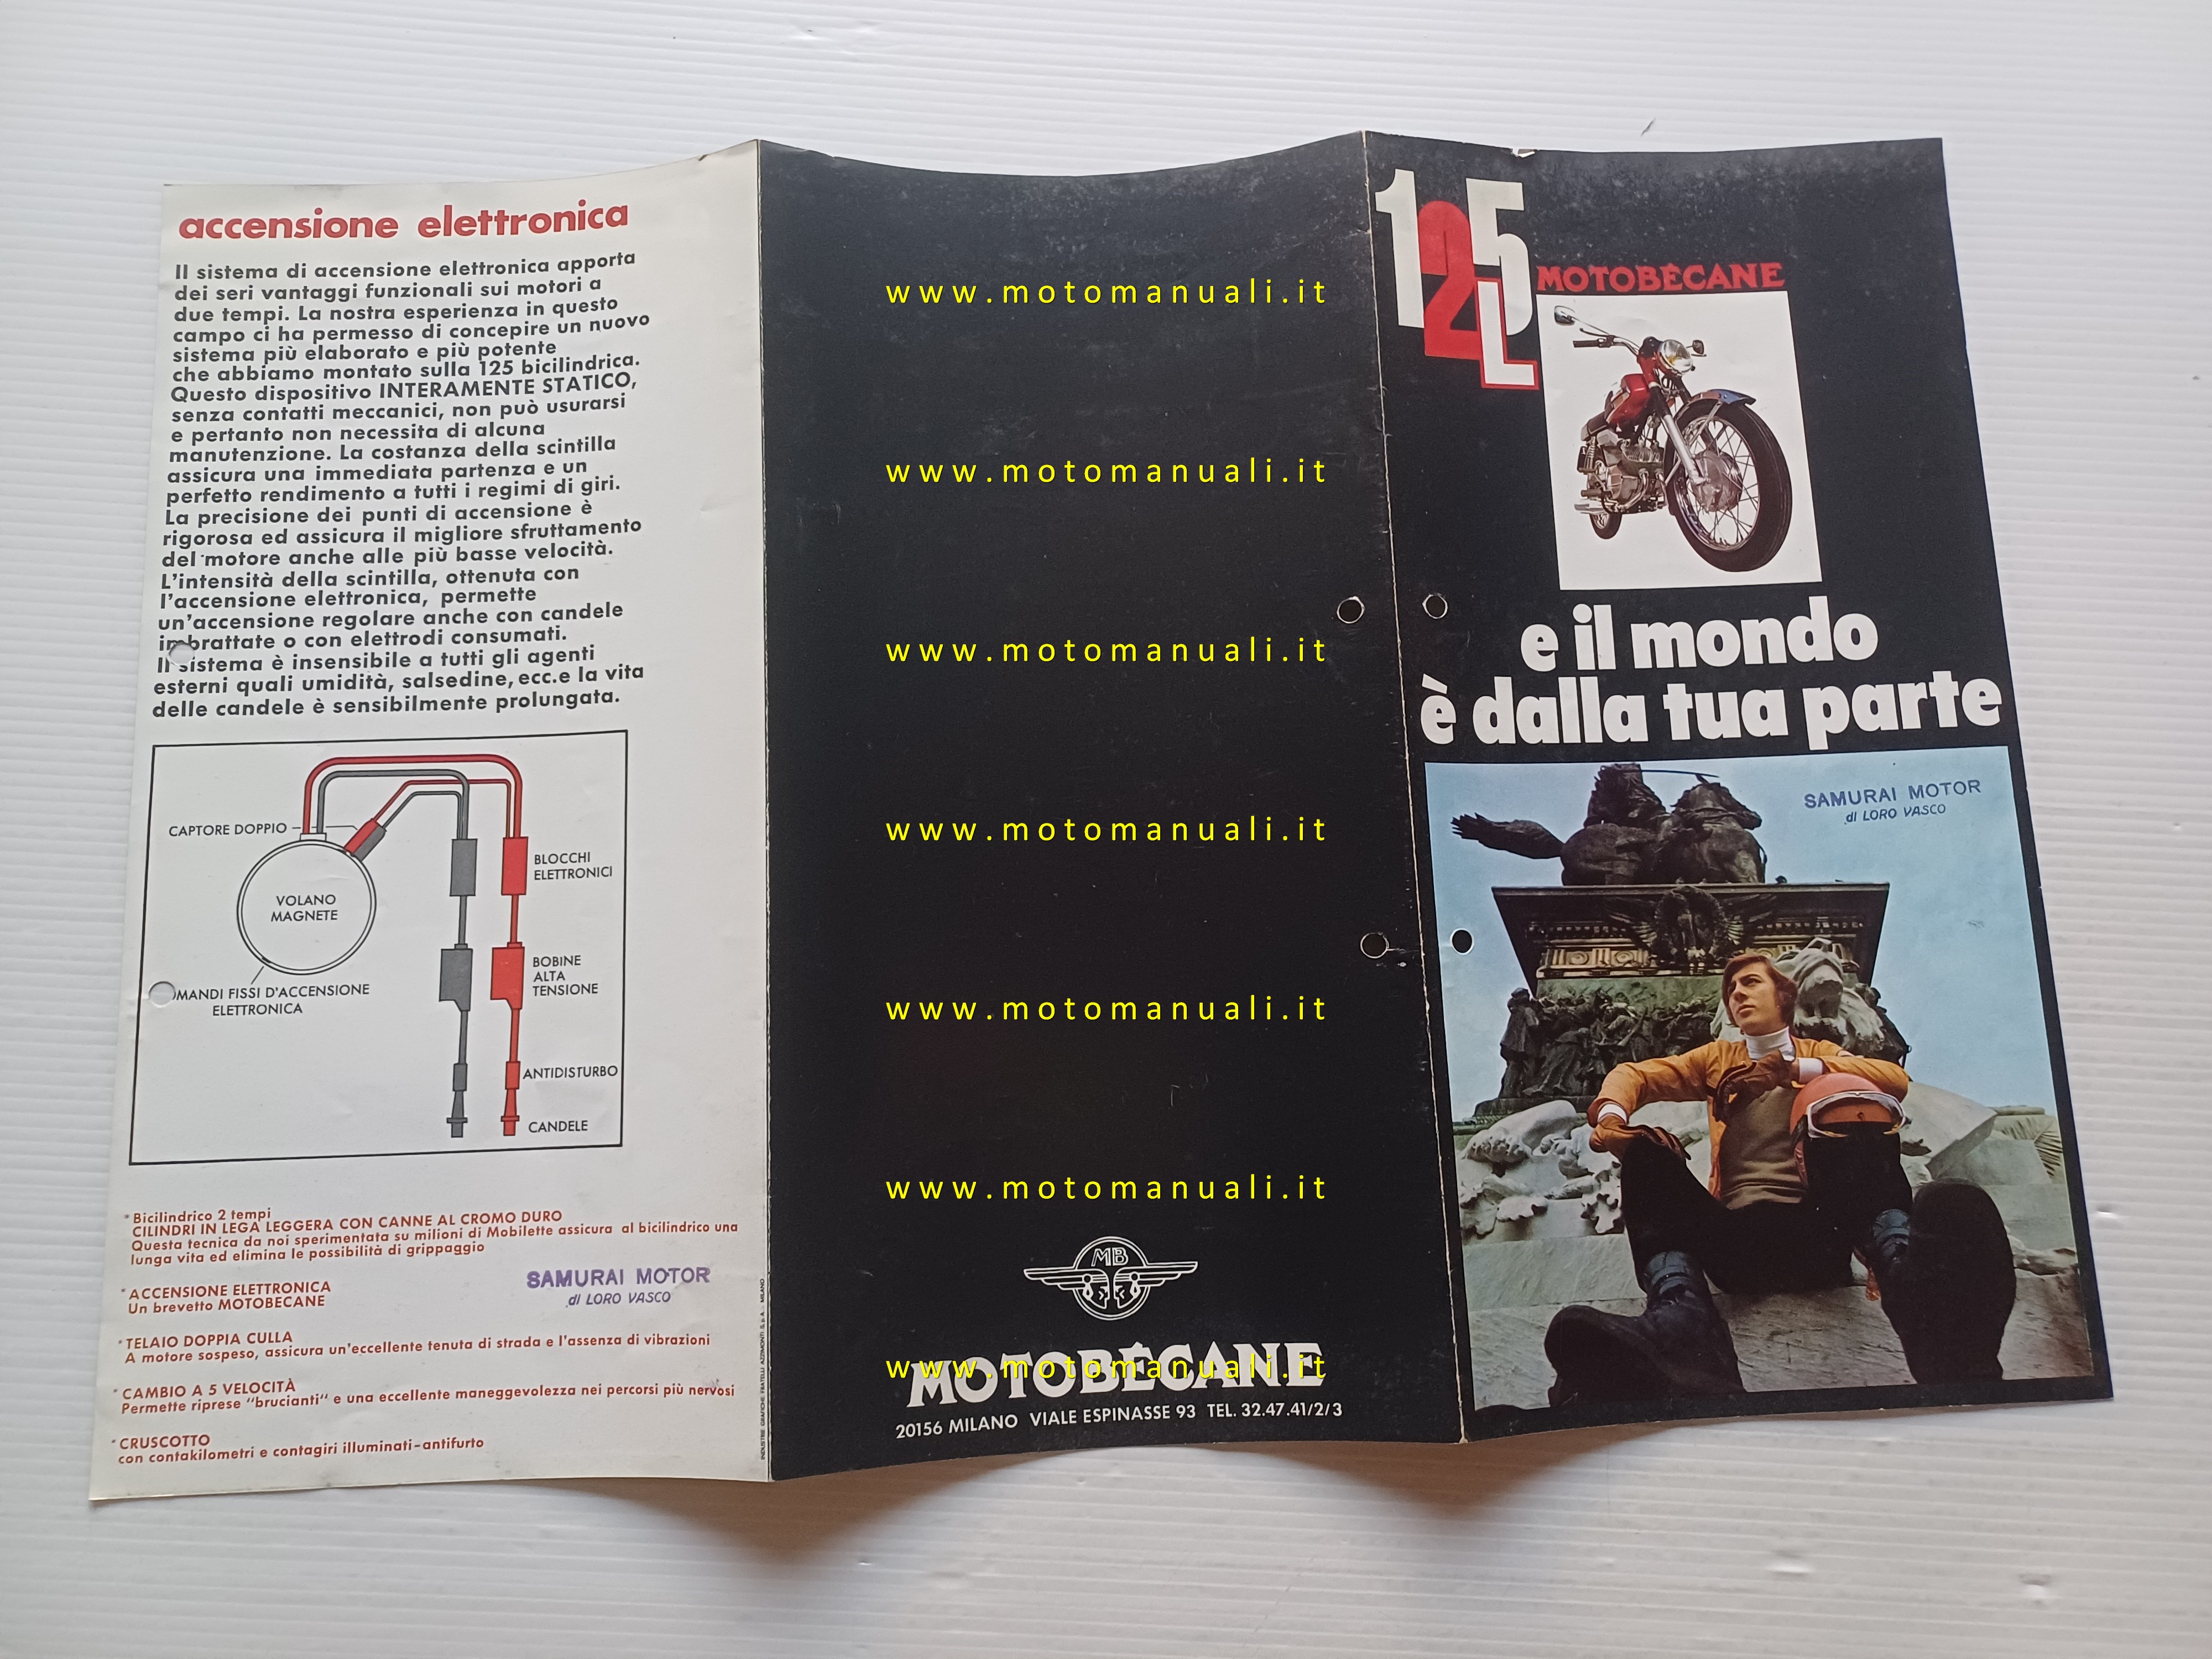 accensione elettronica
Il sistema di accensione elettronica apporta
dei seri vantaggi funzionali sui motori a
due tempi. La nostra esperienza in questo
campo ci ha permesso di concepire un nuovo
sistema più elaborato e più potente
che abbiamo montato sulla 125 bicilindrica.
Questo dispositivo INTERAMENTE STATICO,
senza contatti meccanici, non può usurarsi
e pertanto non necessita di alcuna
manutenzione. La costanza della scintilla
assicura una immediata partenza e un
perfetto rendimento a tutti i regimi di giri.
La precisione dei punti di accensione è
rigorosa ed assicura il migliore sfruttamento
del motore anche alle più basse velocità.
L'intensità della scintilla, ottenuta con
l'accensione elettronica, permette
un'accensione regolare anche con candele
imbrattate o con elettrodi consumati.
Il sistema è insensibile a tutti gli agenti
esterni quali umidità, salsedine, ecc.e la vita
delle candele è sensibilmente prolungata.
CAPTORE DOPPIO
VOLANO
MAGNETE
MANDI FISSI D'ACCENSIONE
ELETTRONICA
BLOCCHI
ELETTRONICI
BOBINE
ALTA
TENSIONE
ANTIDISTURBO
CANDELE
* Bicilindrico 2 tempi
CILINDRI IN LEGA LEGGERA CON CANNE AL CROMO DURO
Questa tecnica da noi sperimentata su milioni di Mobilette assicura al bicilindrico una
lunga vita ed elimina le possibilità di grippaggio
* ACCENSIONE ELETTRONICA
Un brevetto MOTOBECANE
SAMURAI MOTOR
di LORO VASCO
* TELAIO DOPPIA CULLA
A motore sospeso, assicura un'eccellente tenuta di strada e l'assenza di vibrazioni
* CAMBIO A 5 VELOCITÀ
Permette riprese "brucianti" e una eccellente maneggevolezza nei percorsi più nervosi
* CRUSCOTTO
con contakilometri e contagiri illuminati-antifurto
INDUSTRIE GRAFICHE FRATELLI AZZIMONTI S.p.A. - MILANO
www.motomanuali.it
www.motomanuali.it
www.motomanuali.it
www.motomanuali.it
www.motomanuali.it
www.motomanuali.it
MB
MOTOBÉCANE
www.motomanuali.it
20156 MILANO VIALE ESPINASSE 93 TEL. 32.47.41/2/3
125L
MOTOBÉCANE
e il mondo
è dalla tua parte
SAMURAI MOTOR
di LORO VASCO